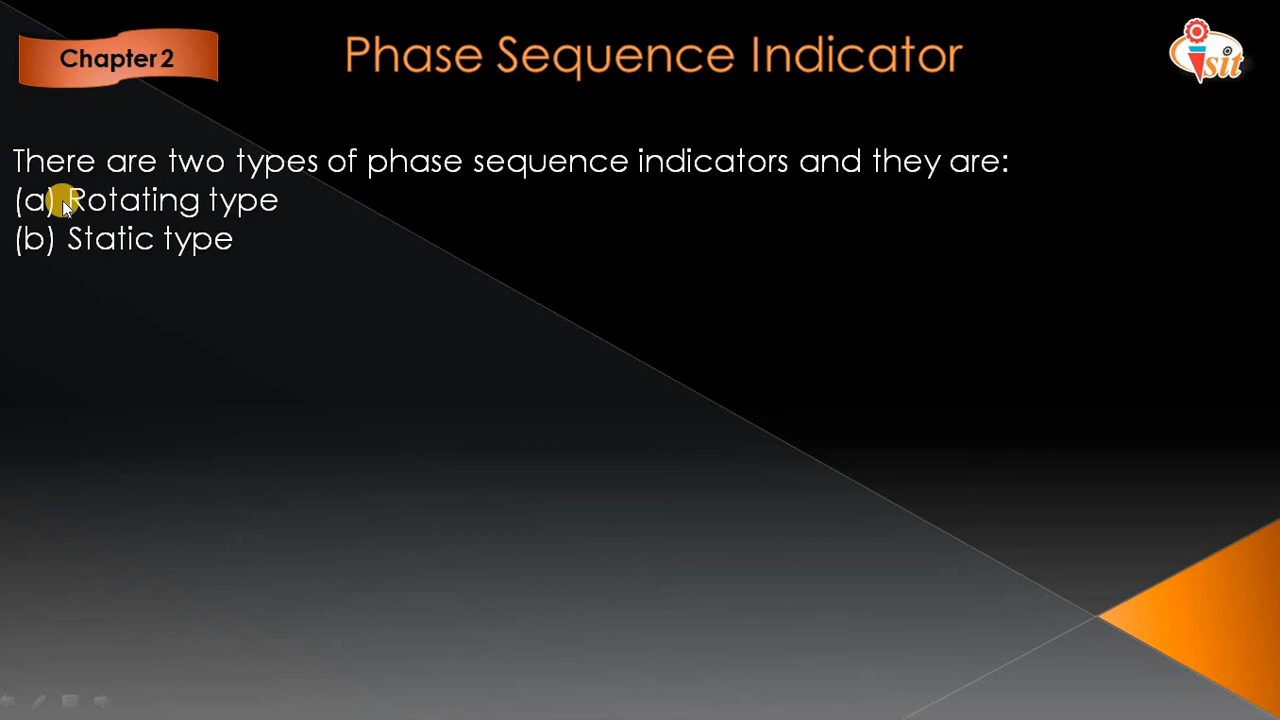 Chapter 2
Phase Sequence Indicator
isit
There are two types of phase sequence indicators and they are:
(a) Rotating type
(b) Static type